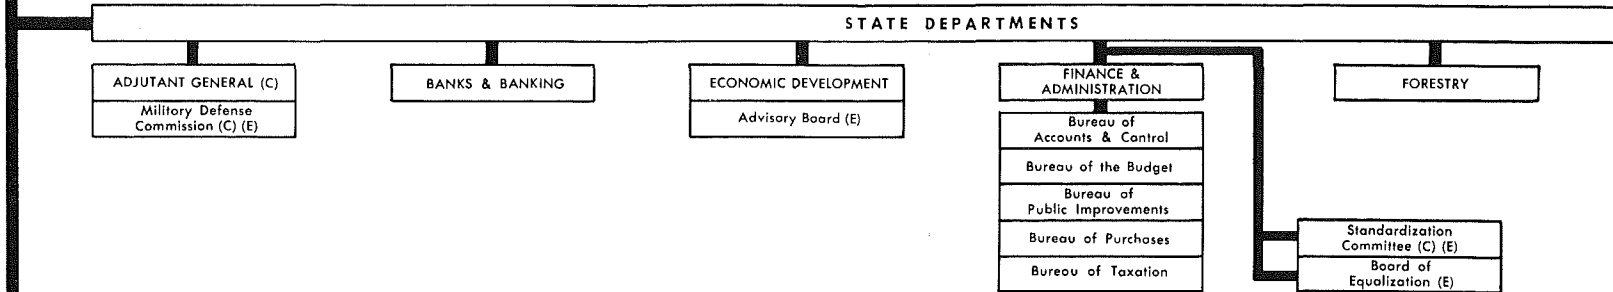 STATE DEPARTMENTS
ADJUTANT GENERAL (C)
Military Defense
Commission (C) (E)
BANKS & BANKING
ECONOMIC DEVELOPMENT
Advisory Board (E)
FINANCE &
ADMINISTRATION
Bureau of
Accounts & Control
Bureau of the Budget
Bureau of
Public Improvements
Bureau of Purchases
Bureau of Taxation
Standardization
Committee (C) (E)
Board of
Equalization (E)
FORESTRY